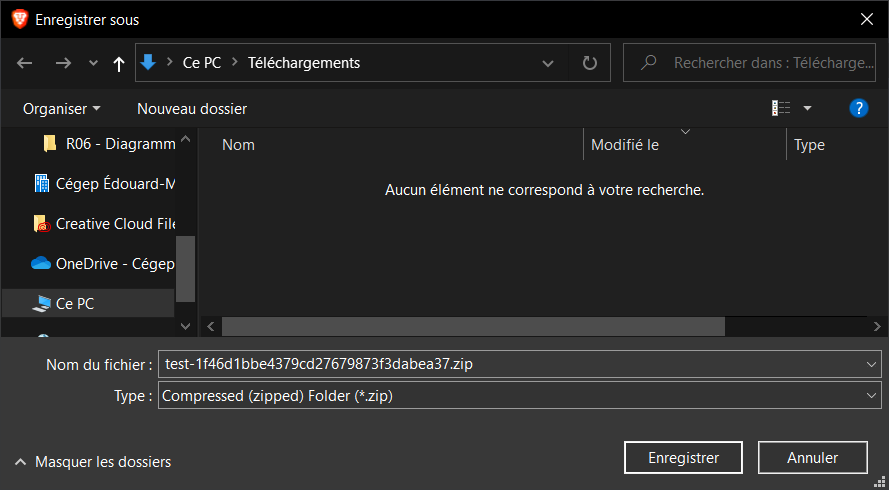 Enregistrer sous
Ce PC > Téléchargements
Rechercher dans : Télécharge...
Organiser
Nouveau dossier
?
Nom
Modifié le
Type
R06 - Diagramm
Cégep Édouard-M
Creative Cloud File
OneDrive - Cégep
Ce PC
Aucun élément ne correspond à votre recherche.
Nom du fichier : test-1f46d1bbe4379cd27679873f3dabea37.zip
Type : Compressed (zipped) Folder (*.zip)
Masquer les dossiers
Enregistrer
Annuler